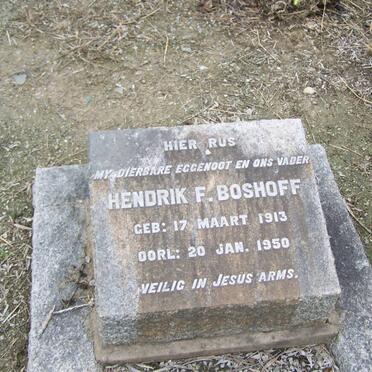 HIER RUS
MY DIERBARE EGGENOOT EN ONS VADER
HENDRIK F. BOSHOFF
GEB: 17 MAART 1913
OORL: 20 JAN. 1950
VEILIG IN JESUS ARMS.